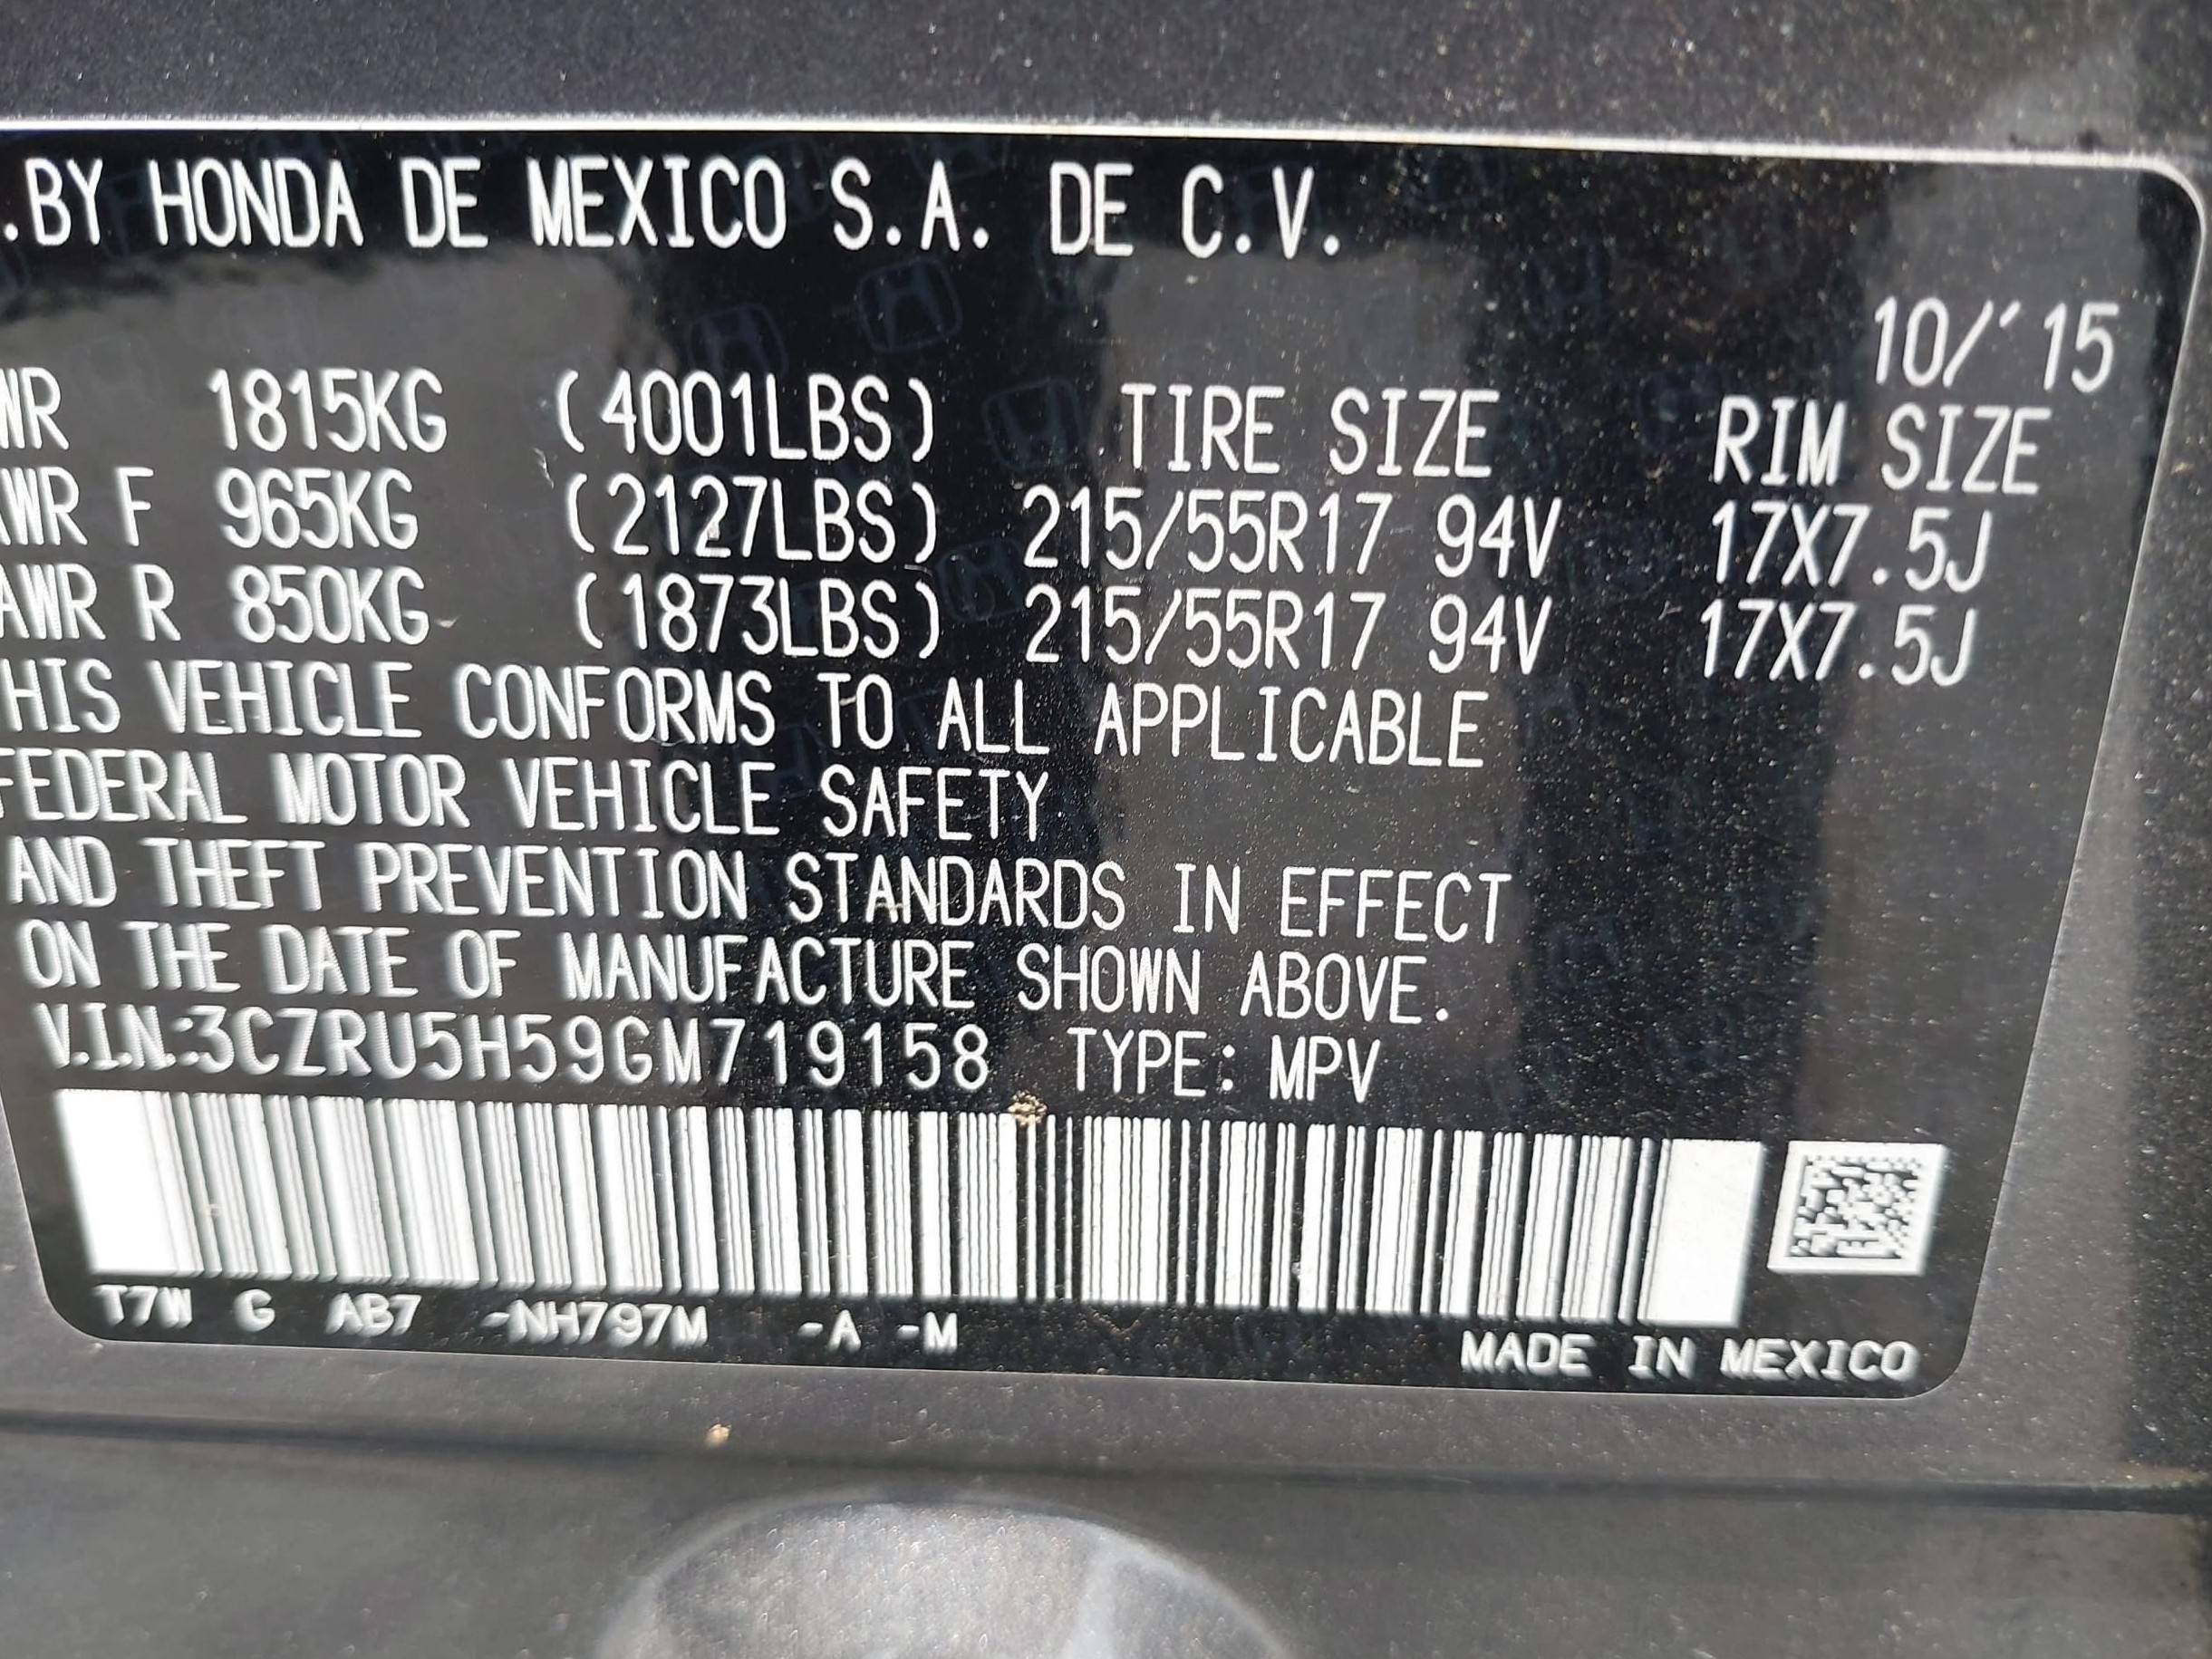 .BY HONDA DE MEXICO S.A. DE C.V.
10/'15
WR 1815KG (4001LBS) TIRE SIZE RIM SIZE
WR F 965KG (2127LBS) 215/55R17 94V 17X7.5J
AWR R 850KG (1873LBS) 215/55R17 94V 17X7.5J
HIS VEHICLE CONFORMS TO ALL APPLICABLE
FEDERAL MOTOR VEHICLE SAFETY
AND THEFT PREVENTION STANDARDS IN EFFECT
ON THE DATE OF MANUFACTURE SHOWN ABOVE.
V.I.N.:3CZRU5H59GM719158 TYPE: MPV
T7W G AB7 -NH797M -A -M
MADE IN MEXICO